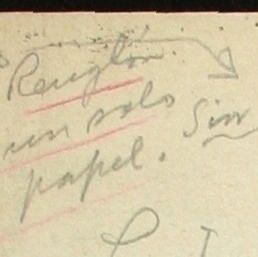 Renglón
un solo
papel. Sin